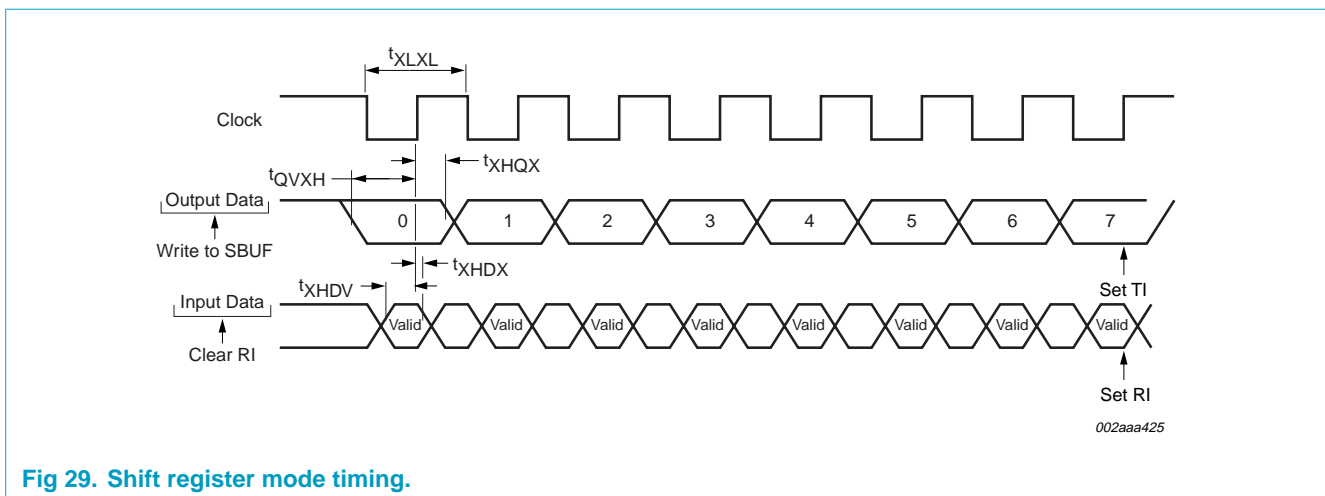 tXLXL
Clock
tXHQX
tQVXH
Output Data
0 1 2 3 4 5 6 7
Write to SBUF
tXHDX
Set TI
tXHDV
Input Data
Valid Valid Valid Valid Valid Valid Valid Valid
Clear RI
Set RI
002aaa425
Fig 29. Shift register mode timing.